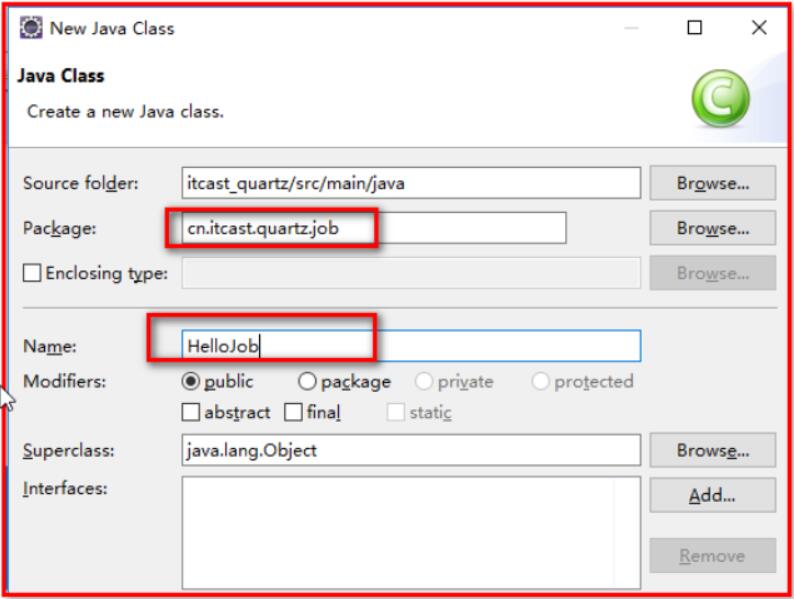 New Java Class
Java Class
Create a new Java class.
Source folder: itcast_quartz/src/main/java Browse...
Package: cn.itcast.quartz.job Browse...
Enclosing type: Browse...
Name: HelloJob
Modifiers: public package private protected
abstract final static
Superclass: java.lang.Object Browse...
Interfaces: Add...
Remove